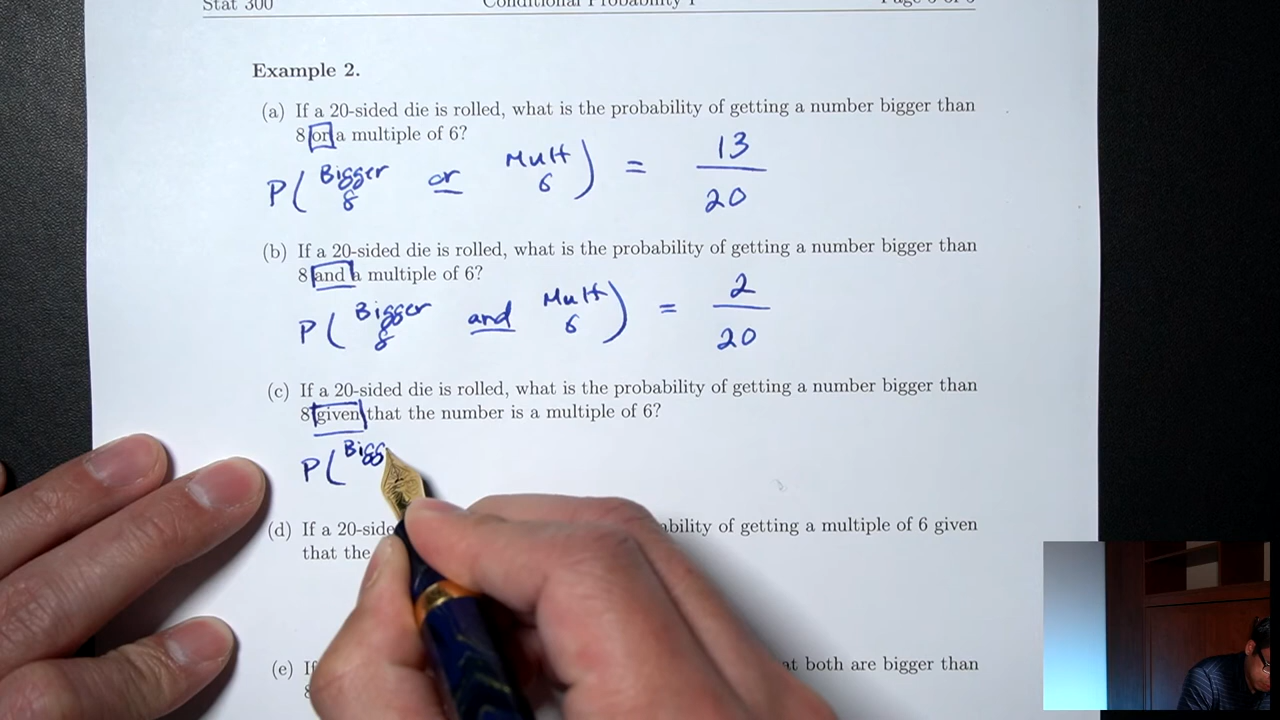 Stat 300 Conditional Probability 1
Example 2.
(a) If a 20-sided die is rolled, what is the probability of getting a number bigger than
8 or a multiple of 6?
P( Bigger 8 or Mult 6 ) = 13/20
(b) If a 20-sided die is rolled, what is the probability of getting a number bigger than
8 and a multiple of 6?
P( Bigger 8 and Mult 6 ) = 2/20
(c) If a 20-sided die is rolled, what is the probability of getting a number bigger than
8 given that the number is a multiple of 6?
P( Bigg
(d) If a 20-side ability of getting a multiple of 6 given
that the
(e) If at both are bigger than